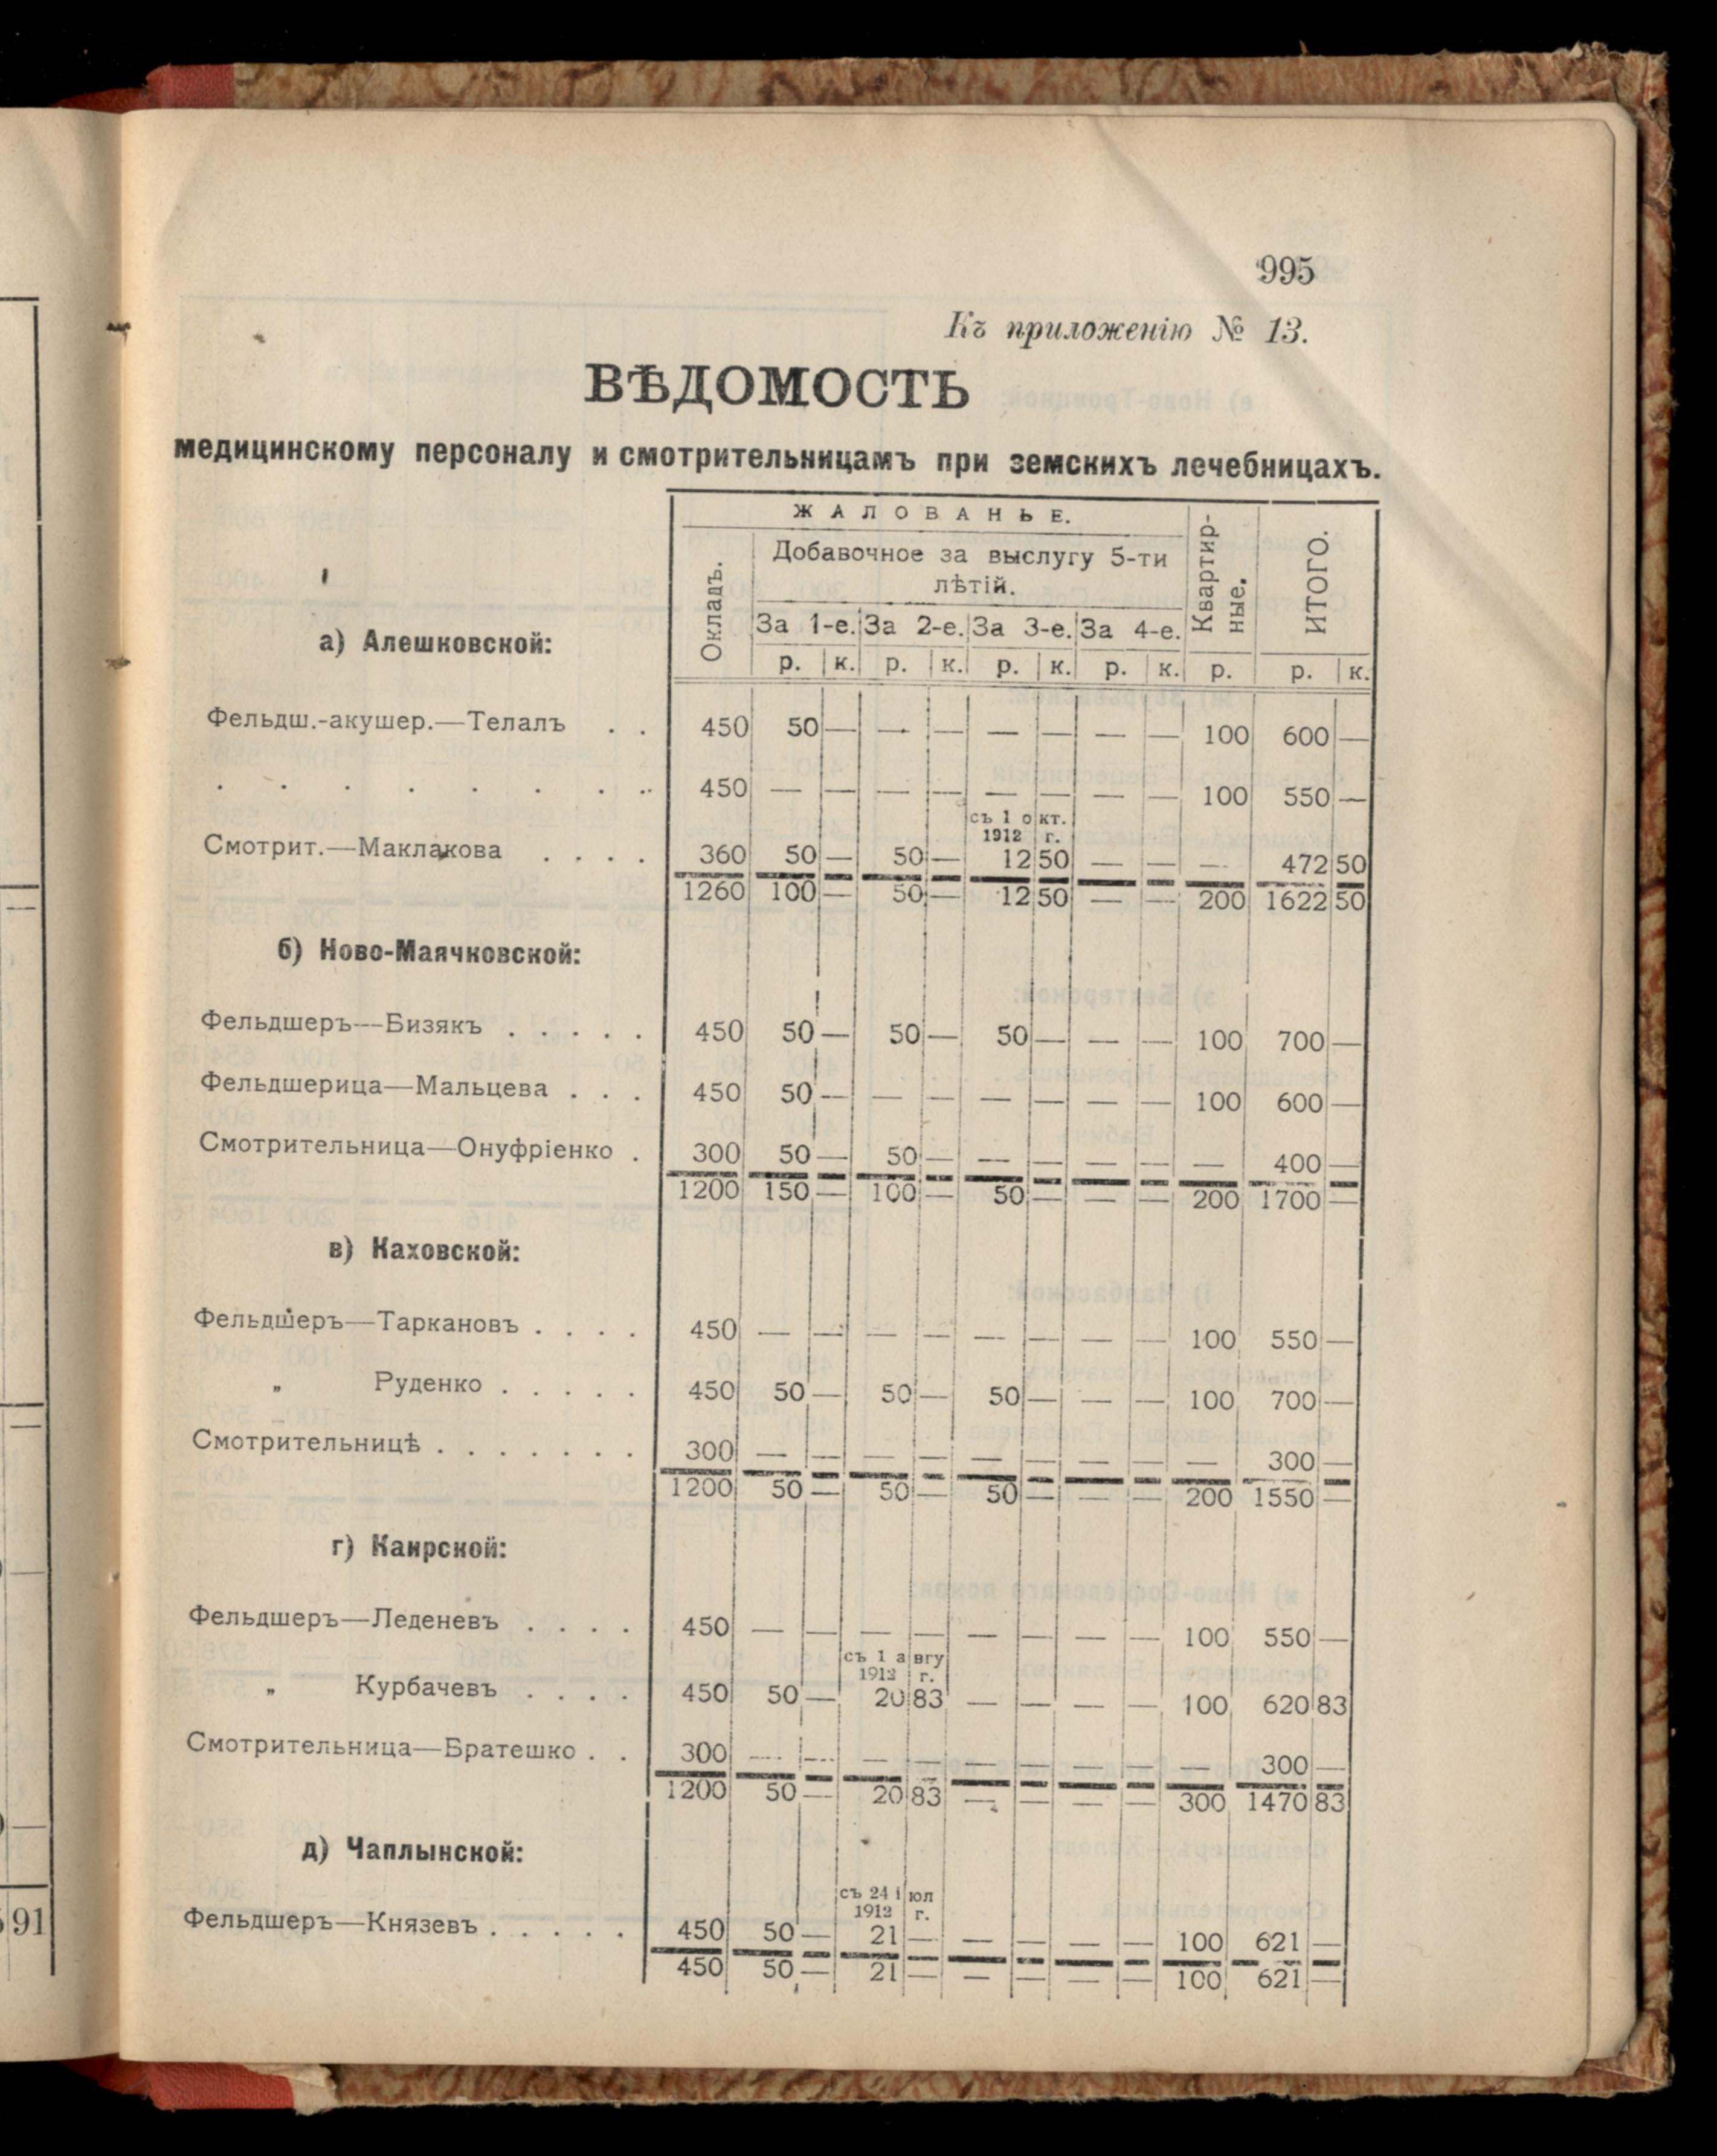 995
Къ приложенію № 13.
ВѢДОМОСТЬ
медицинскому персоналу и смотрительницамъ при земскихъ лечебницахъ.
ЖАЛОВАНЬЕ.
Окладъ.
Добавочное за выслугу 5-ти
лѣтій.
Квартир-
ные.
ИТОГО.
За 1-е. За 2-е. За 3-е. За 4-е.
р. к. р. к. р. к. р. к. р. р. к.
а) Алешковской:
Фельдш.-акушер.—Телалъ . . 450 50 — — — — — — — 100 600 —
. . . . . . . . 450 — — — — — — — — 100 550 —
съ 1 окт.
1912 г.
Смотрит.—Маклакова . . . . 360 50 — 50 — 12 50 — — — 472 50
1260 100 — 50 — 12 50 — — 200 1622 50
б) Ново-Маячковской:
Фельдшеръ—Бизякъ . . . . . 450 50 — 50 — 50 — — — 100 700 —
Фельдшерица—Мальцева . . . 450 50 — — — — — — — 100 600 —
Смотрительница—Онуфріенко . 300 50 — 50 — — — — — — 400 —
1200 150 — 100 — 50 — — — 200 1700 —
в) Каховской:
Фельдшеръ—Таркановъ . . . . 450 — — — — — — — — 100 550 —
„ Руденко . . . . . 450 50 — 50 — 50 — — — 100 700 —
Смотрительницѣ . . . . . . . 300 — — — — — — — — — 300 —
1200 50 — 50 — 50 — — — 200 1550 —
г) Каирской:
Фельдшеръ—Леденевъ . . . . 450 — — — — — — — — 100 550 —
съ 1 авгу
1912 г.
„ Курбачевъ . . . . 450 50 — 20 83 — — — — 100 620 83
Смотрительница—Братешко . . 300 — — — — — — — — — 300 —
1200 50 — 20 83 — — — — 300 1470 83
д) Чаплынской:
съ 24 іюл
1912 г.
Фельдшеръ—Князевъ . . . . . 450 50 — 21 — — — — — 100 621 —
450 50 — 21 — — — — — 100 621 —
91